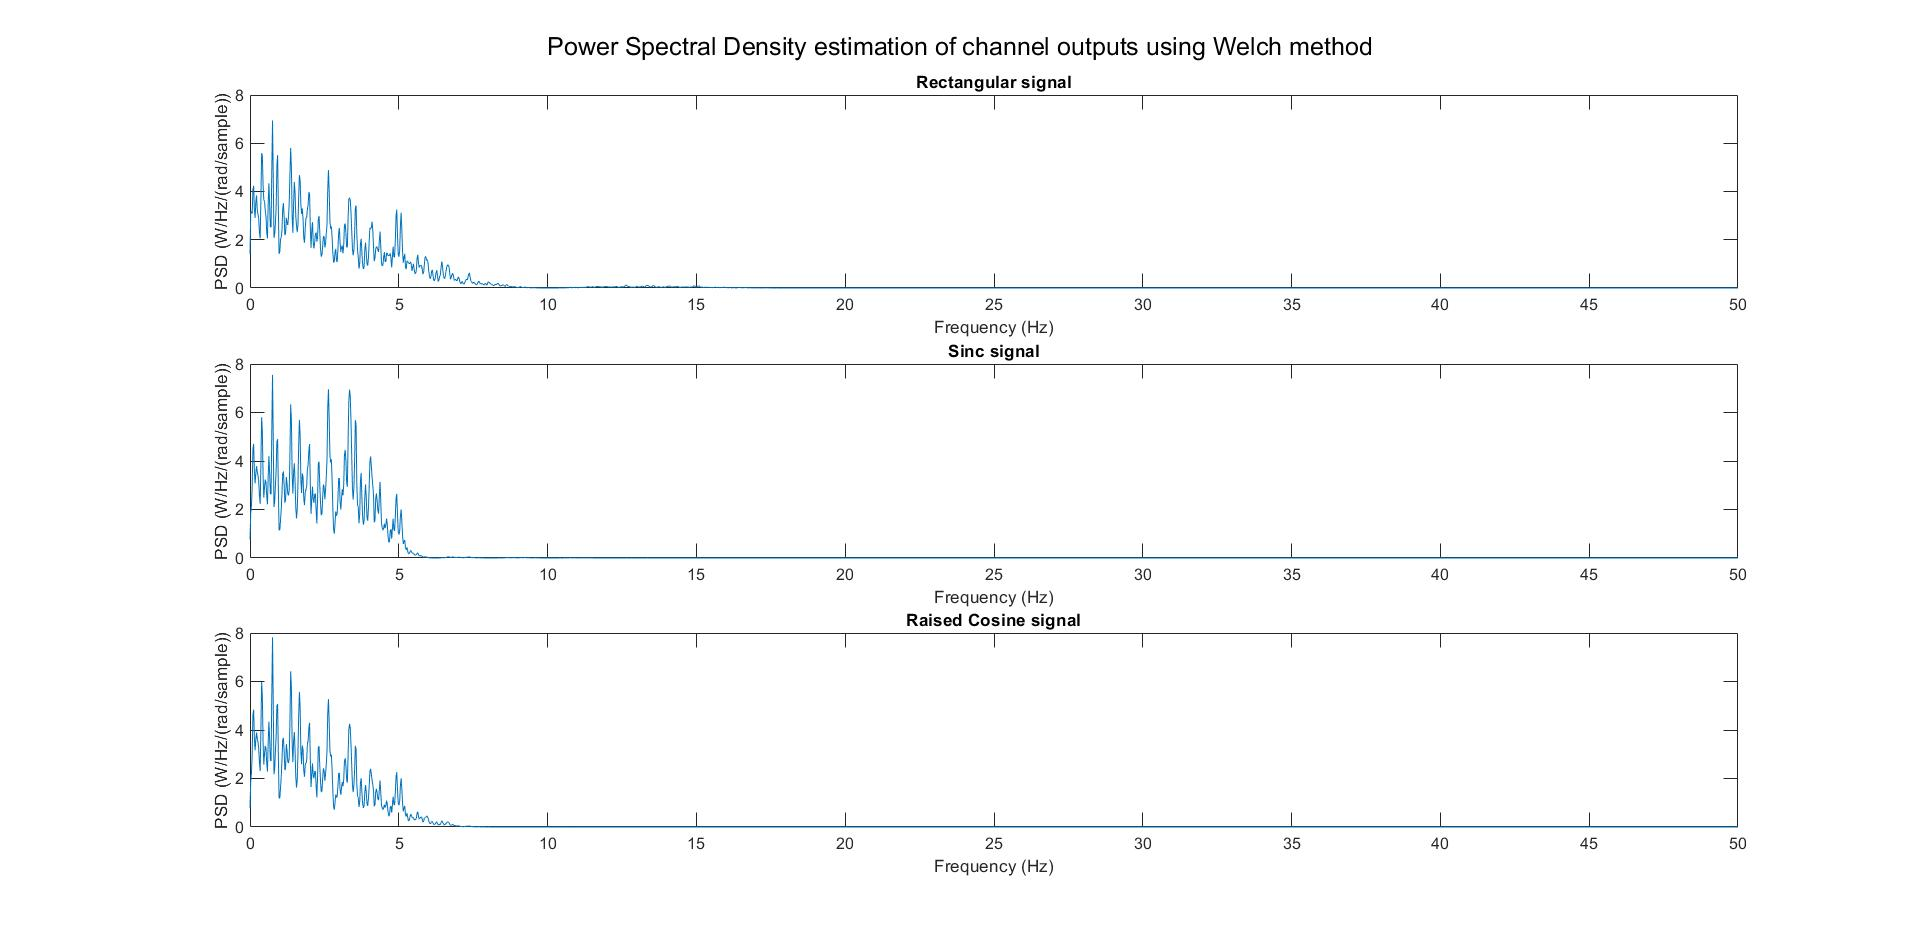 Power Spectral Density estimation of channel outputs using Welch method
Rectangular signal
PSD (W/Hz/(rad/sample))
8
6
4
2
0
0 5 10 15 20 25 30 35 40 45 50
Frequency (Hz)
Sinc signal
PSD (W/Hz/(rad/sample))
8
6
4
2
0
0 5 10 15 20 25 30 35 40 45 50
Frequency (Hz)
Raised Cosine signal
PSD (W/Hz/(rad/sample))
8
6
4
2
0
0 5 10 15 20 25 30 35 40 45 50
Frequency (Hz)